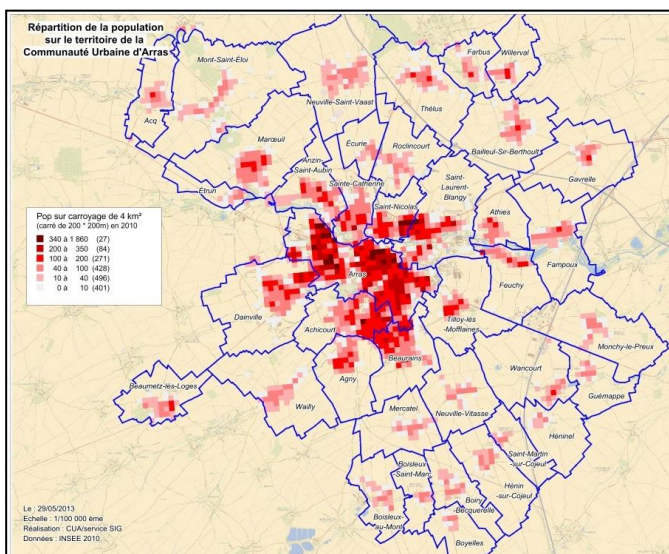 Répartition de la population
sur le territoire de la
Communauté Urbaine d'Arras
Mont-Saint-Éloi
Farbus
Willerval
Neuville-Saint-Vaast
Thélus
Acq
Marœuil
Écurie
Roclincourt
Bailleul-Sir-Berthoult
Anzin
Saint-Aubin
Sainte-Catherine
Saint-
Laurent-
Blangy
Gavrelle
Étrun
Saint-Nicolas
Athies
Pop sur carroyage de 4 km²
(carré de 200 * 200m) en 2010
340 à 1 860 (27)
200 à 350 (84)
100 à 200 (271)
40 à 100 (428)
10 à 40 (496)
0 à 10 (401)
Fampoux
Arras
Feuchy
Dainville
Achicourt
Tilloy-lès
-Mofflaines
Monchy-le-Preux
Beaurains
Wancourt
Beaumetz-lès-Loges
Agny
Guémappe
Wailly
Mercatel
Neuville-Vitasse
Héninel
Saint-Martin
-sur-Cojeul
Boisleux
-Saint-Marc
Hénin
-sur-Cojeul
Boiry
-Becquerelle
Boisleux
-au-Mont
Boyelles
Le : 29/05/2013
Echelle : 1/100 000 ème
Réalisation : CUA/service SIG
Données : INSEE 2010